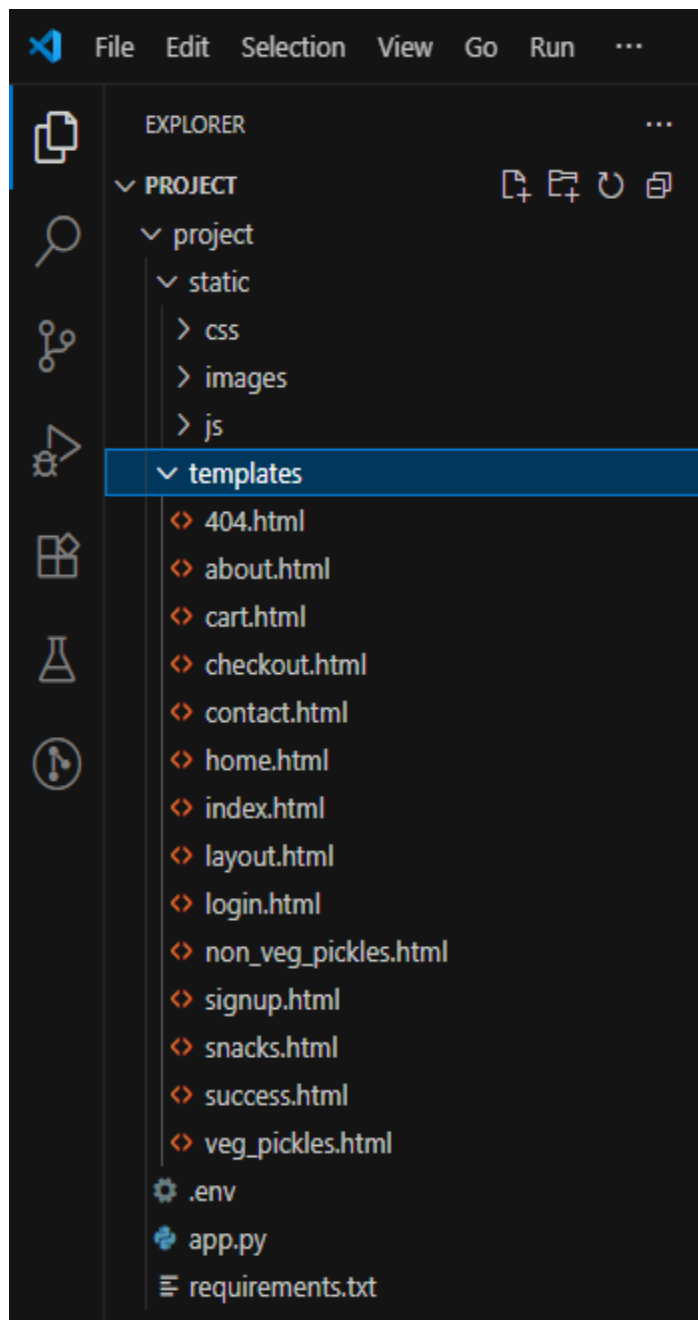 File Edit Selection View Go Run ...
EXPLORER ...
PROJECT
project
static
css
images
js
templates
404.html
about.html
cart.html
checkout.html
contact.html
home.html
index.html
layout.html
login.html
non_veg_pickles.html
signup.html
snacks.html
success.html
veg_pickles.html
.env
app.py
requirements.txt